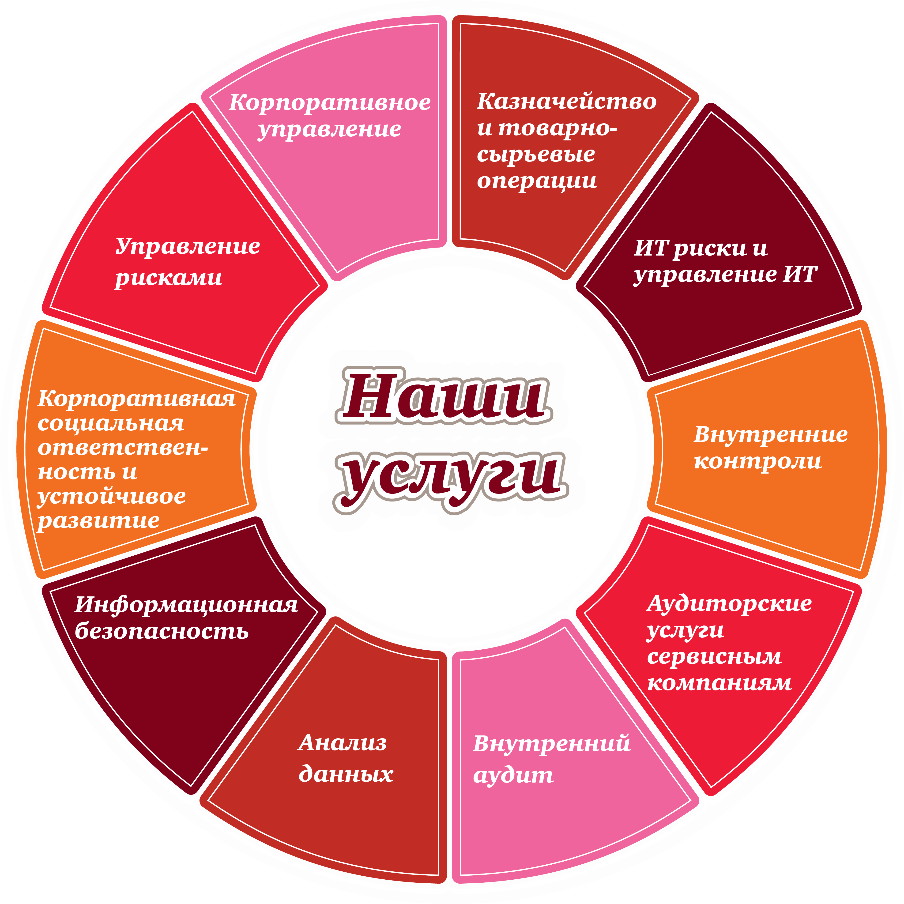 Наши
услуги
Казначейство
и товарно-
сырьевые
операции
ИТ риски и
управление ИТ
Внутренние
контроли
Аудиторские
услуги
сервисным
компаниям
Внутренний
аудит
Анализ
данных
Информационная
безопасность
Корпоративная
социальная
ответствен-
ность и
устойчивое
развитие
Управление
рисками
Корпоративное
управление